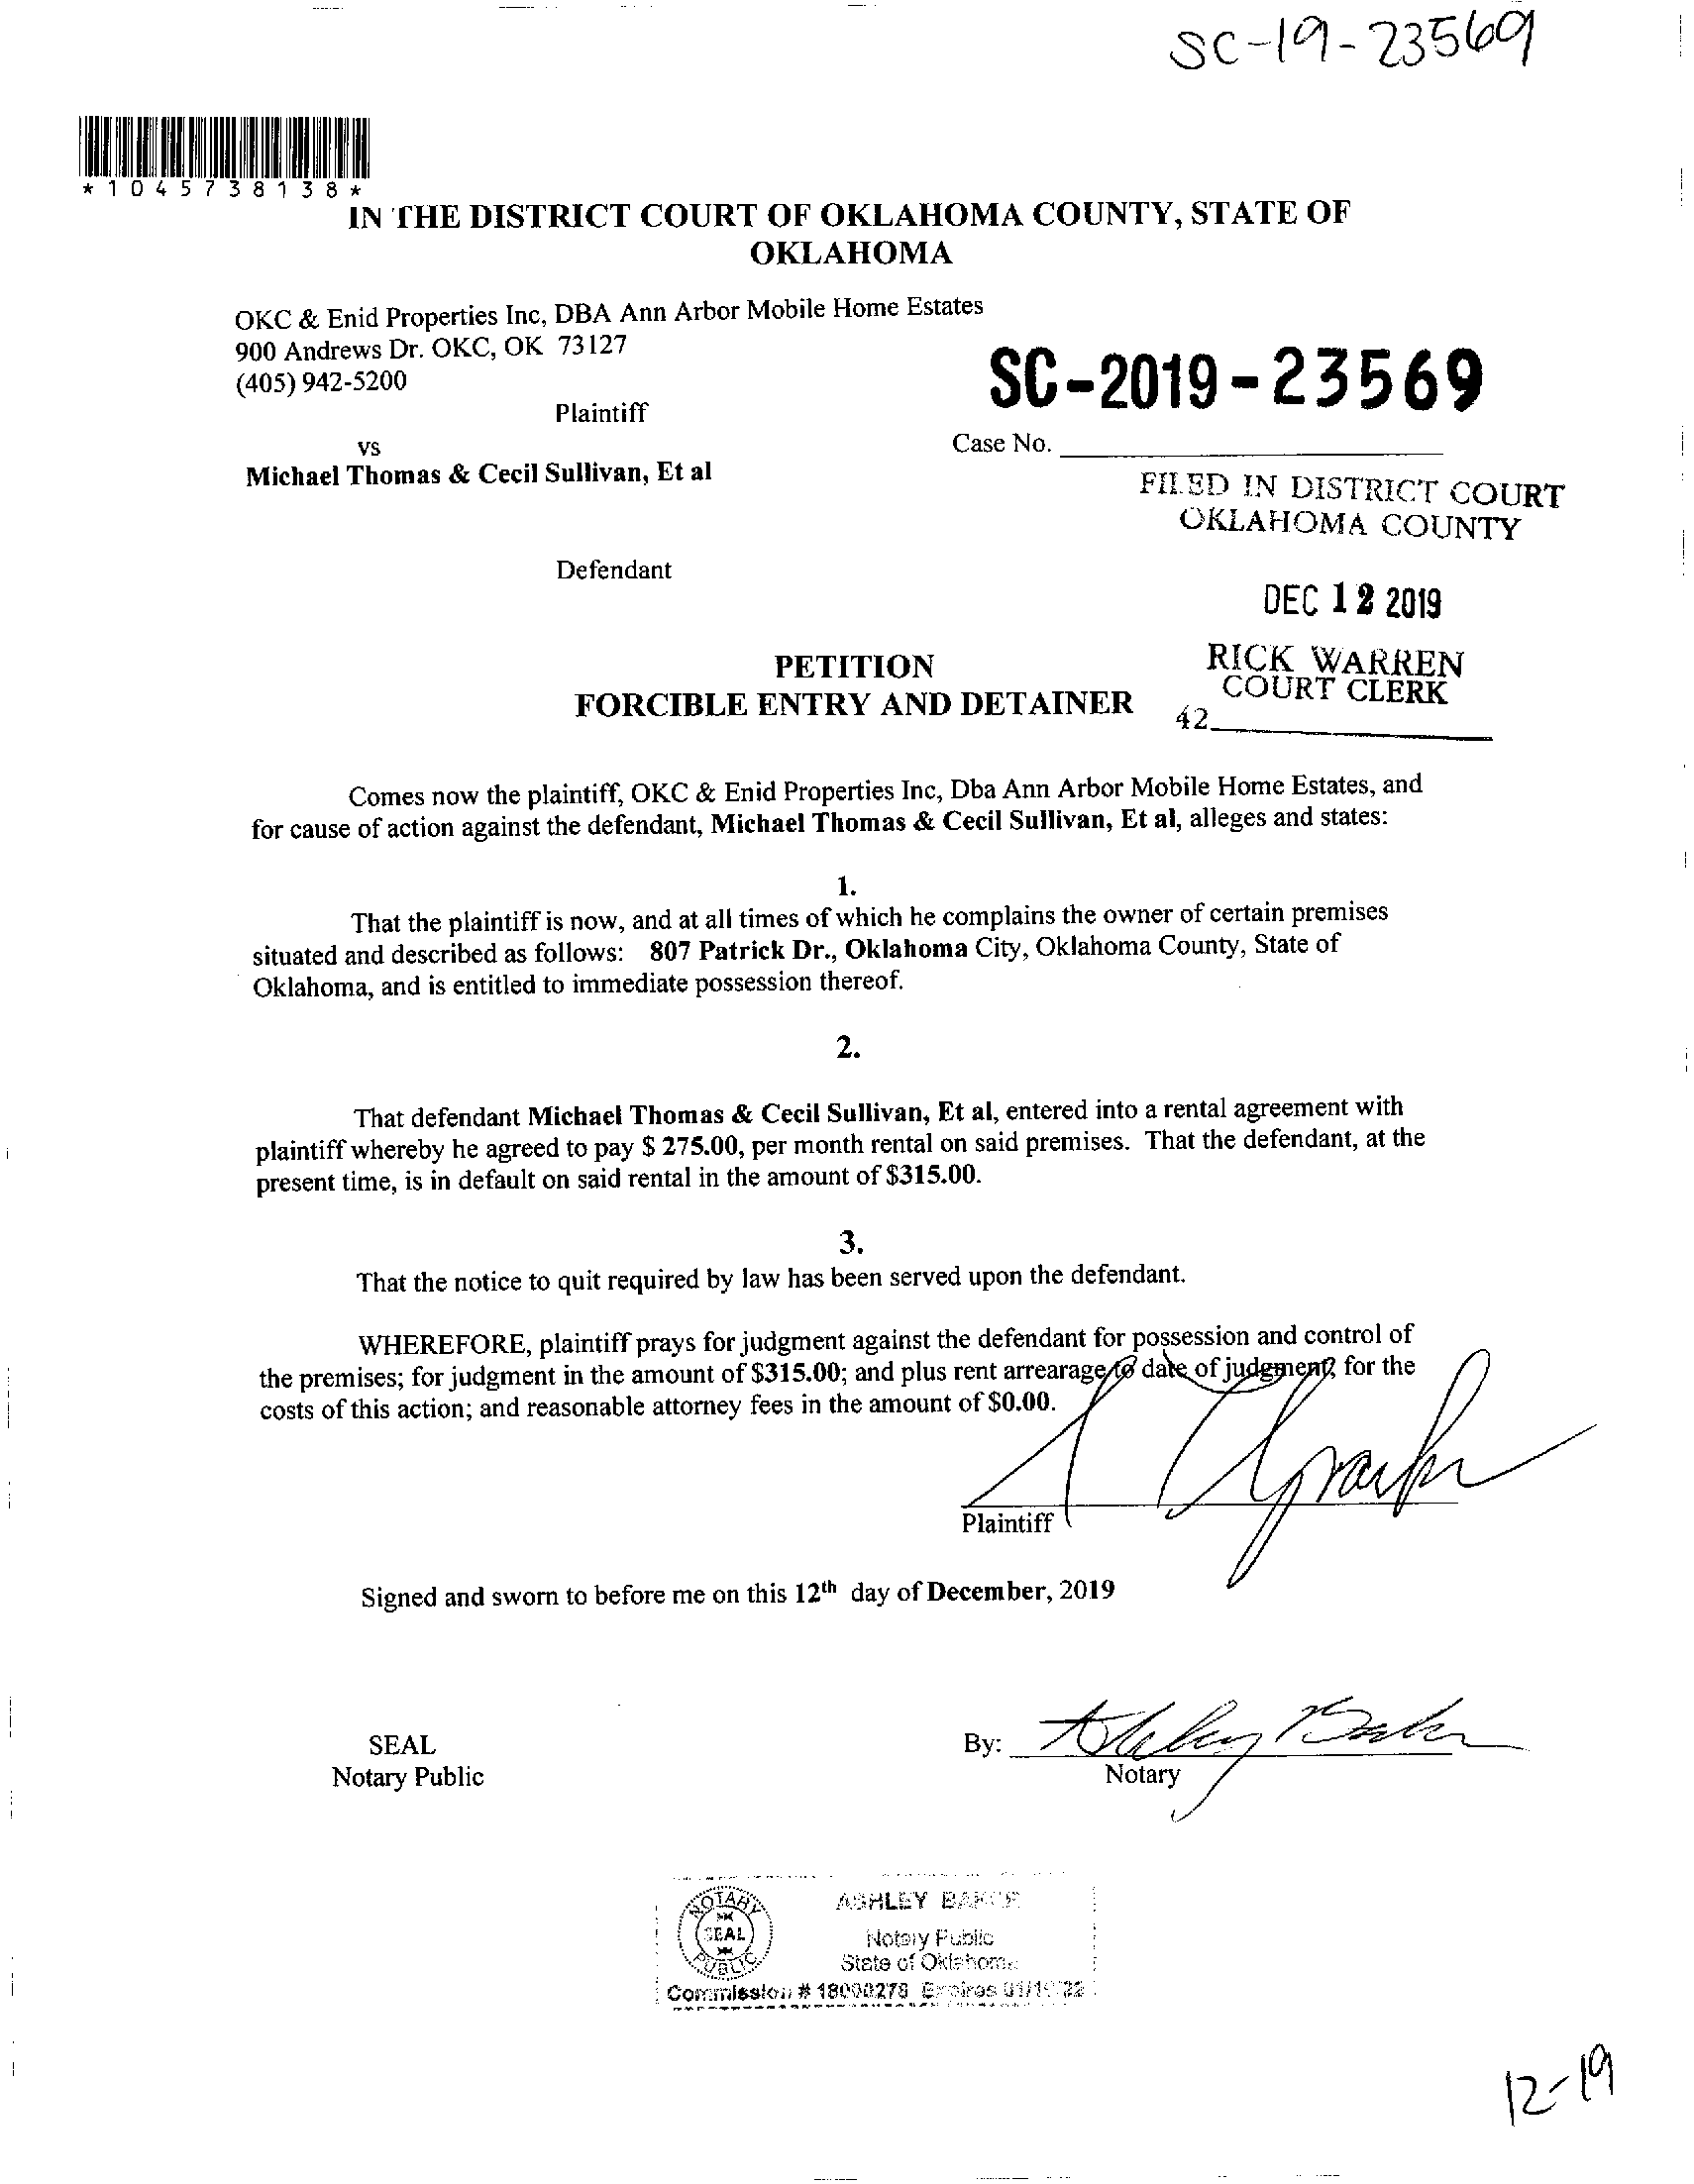 SC-19-23569
*1045738138*
IN THE DISTRICT COURT OF OKLAHOMA COUNTY, STATE OF
OKLAHOMA
OKC & Enid Properties Inc, DBA Ann Arbor Mobile Home Estates
900 Andrews Dr. OKC, OK 73127
(405) 942-5200
Plaintiff
SC-2019-23569
vs
Case No.
Michael Thomas & Cecil Sullivan, Et al
FILED IN DISTRICT COURT
OKLAHOMA COUNTY
Defendant
DEC 12 2019
PETITION
FORCIBLE ENTRY AND DETAINER
RICK WARREN
COURT CLERK
42
Comes now the plaintiff, OKC & Enid Properties Inc, Dba Ann Arbor Mobile Home Estates, and
for cause of action against the defendant, Michael Thomas & Cecil Sullivan, Et al, alleges and states:
1.
That the plaintiff is now, and at all times of which he complains the owner of certain premises
situated and described as follows: 807 Patrick Dr., Oklahoma City, Oklahoma County, State of
Oklahoma, and is entitled to immediate possession thereof.
2.
That defendant Michael Thomas & Cecil Sullivan, Et al, entered into a rental agreement with
plaintiff whereby he agreed to pay $ 275.00, per month rental on said premises. That the defendant, at the
present time, is in default on said rental in the amount of $315.00.
3.
That the notice to quit required by law has been served upon the defendant.
WHEREFORE, plaintiff prays for judgment against the defendant for possession and control of
the premises; for judgment in the amount of $315.00; and plus rent arrearage to date of judgment; for the
costs of this action; and reasonable attorney fees in the amount of $0.00.
Plaintiff
Signed and sworn to before me on this 12th day of December, 2019
SEAL
Notary Public
By: Ashley Baker
Notary
NOTARY
SEAL
PUBLIC
ASHLEY BAKER
Notary Public
State of Oklahoma
Commission # 18000278 Expires
12-19